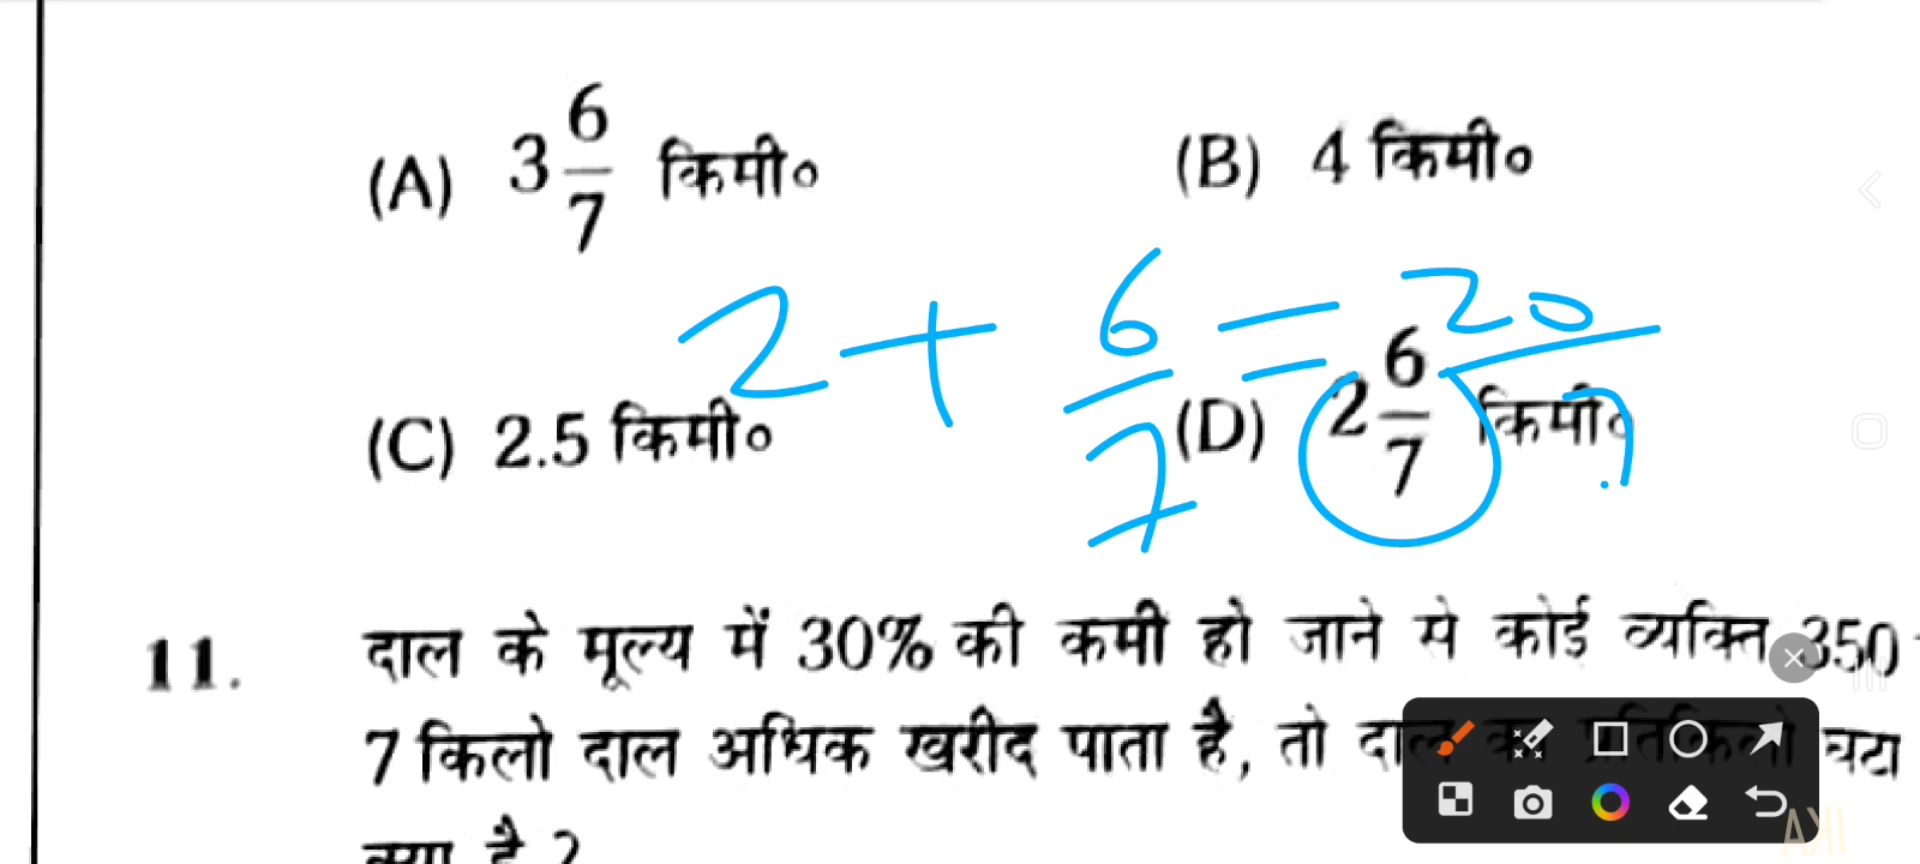 (A) 3 6/7 किमी० (B) 4 किमी०
2 + 6/7 = 20/7
(C) 2.5 किमी० (D) 2 6/7 किमी०
11. दाल के मूल्य में 30% की कमी हो जाने से कोई व्यक्ति 350
7 किलो दाल अधिक खरीद पाता है, तो दाल का प्रतिकिलो घटा
क्या है ?